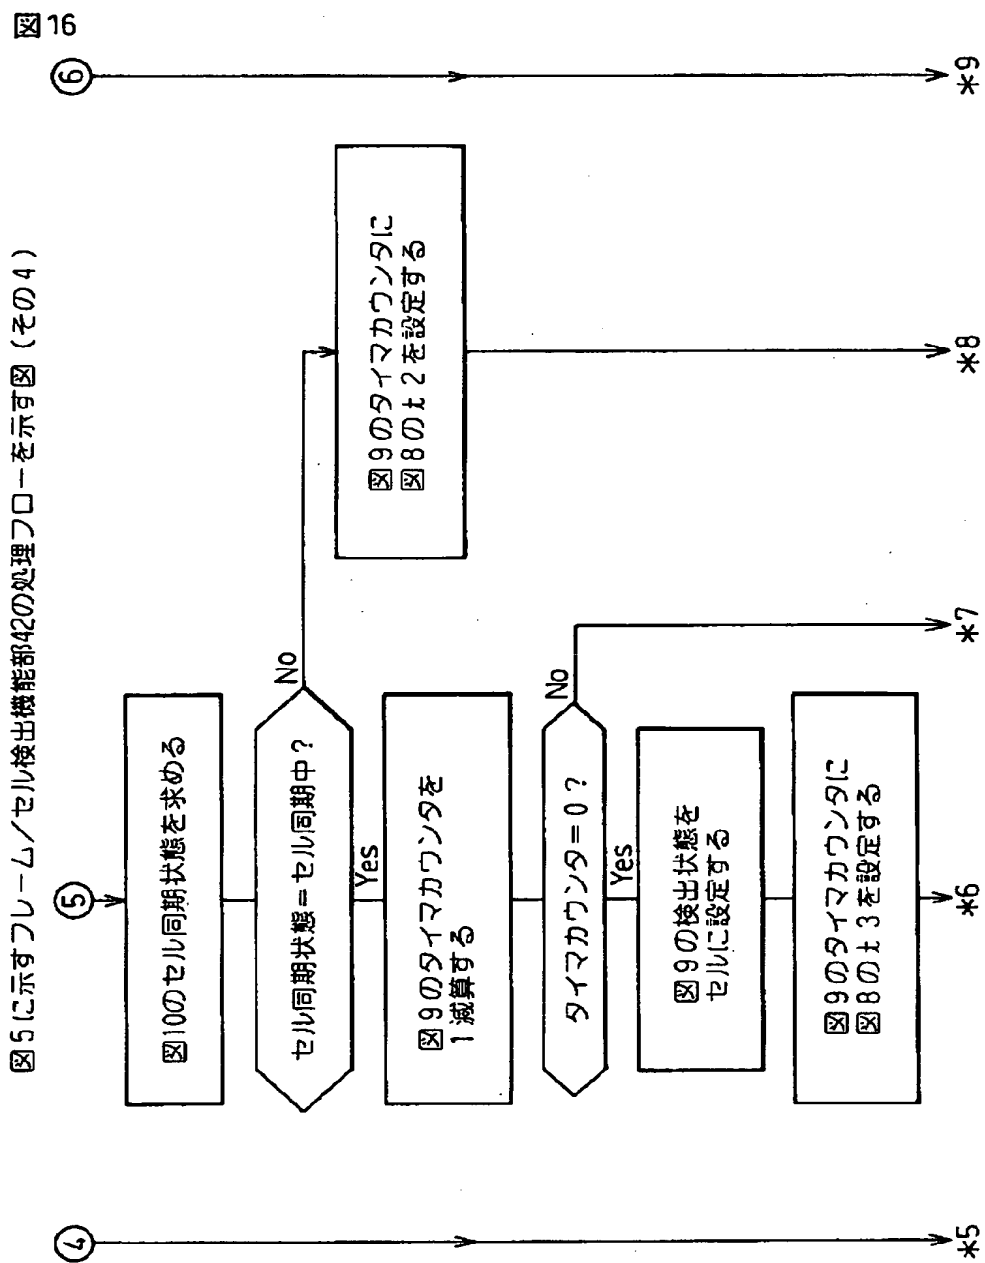 図16
図5に示すフレーム/セル検出機能部42の処理フローを示す図(その4)
④
⑤
⑥
図10のセル同期状態を求める
セル同期状態=セル同期中?
No
Yes
図9のタイマカウンタに
図8のt2を設定する
図9のタイマカウンタを
1減算する
タイマカウンタ=0?
No
Yes
図9の検出状態を
セルに設定する
図9のタイマカウンタに
図8のt3を設定する
*5
*6
*7
*8
*9